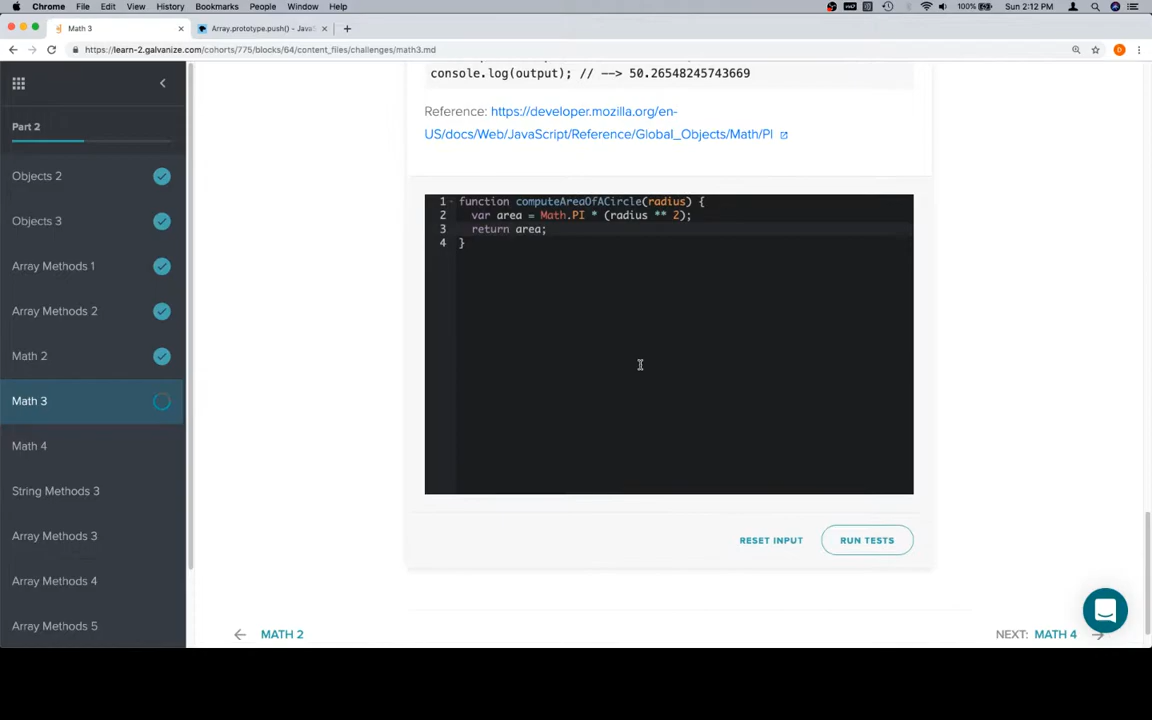 Chrome File Edit View History Bookmarks People Window Help 100% Sun 2:12 PM
Math 3 Array.prototype.push() - JavaS
https://learn-2.galvanize.com/cohorts/775/blocks/64/content_files/challenges/math3.md
Part 2
Objects 2
Objects 3
Array Methods 1
Array Methods 2
Math 2
Math 3
Math 4
String Methods 3
Array Methods 3
Array Methods 4
Array Methods 5
console.log(output); // --> 50.26548245743669
Reference: https://developer.mozilla.org/en-
US/docs/Web/JavaScript/Reference/Global_Objects/Math/PI
1 function computeAreaOfACircle(radius) {
2 var area = Math.PI * (radius ** 2);
3 return area;
4 }
RESET INPUT RUN TESTS
MATH 2 NEXT: MATH 4